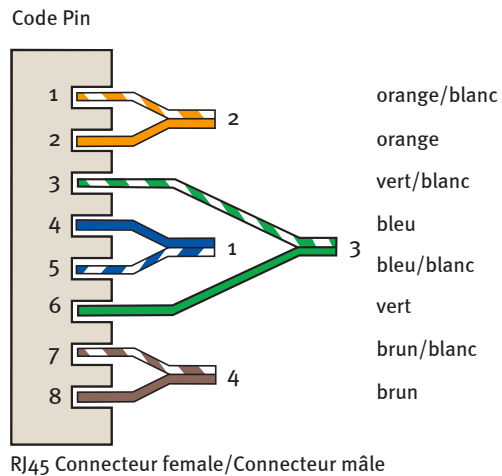 Code Pin
1 orange/blanc
2 2 orange
3 vert/blanc
4 bleu
1 3
5 bleu/blanc
6 vert
7 brun/blanc
8 4 brun
RJ45 Connecteur female/Connecteur mâle